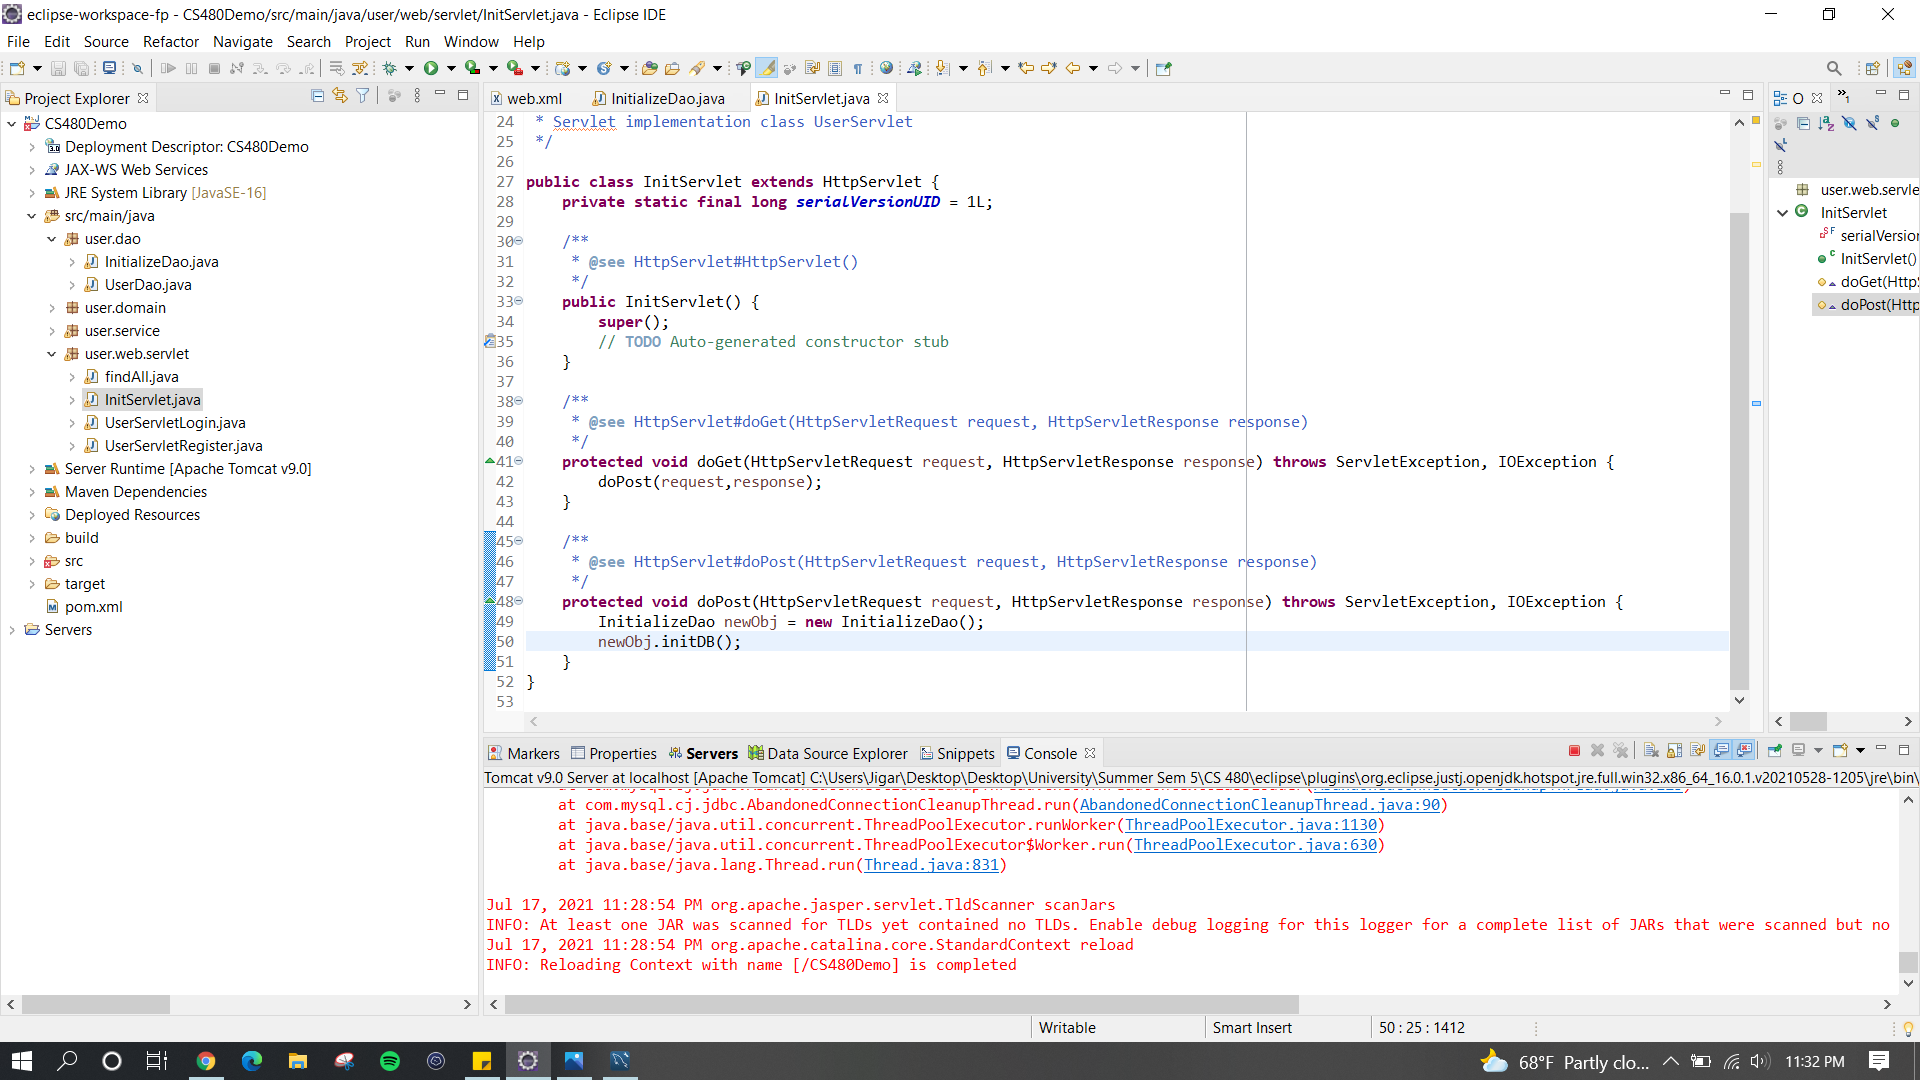 eclipse-workspace-fp - CS480Demo/src/main/java/user/web/servlet/InitServlet.java - Eclipse IDE
File Edit Source Refactor Navigate Search Project Run Window Help
Project Explorer
CS480Demo
Deployment Descriptor: CS480Demo
JAX-WS Web Services
JRE System Library [JavaSE-16]
src/main/java
user.dao
InitializeDao.java
UserDao.java
user.domain
user.service
user.web.servlet
findAll.java
InitServlet.java
UserServletLogin.java
UserServletRegister.java
Server Runtime [Apache Tomcat v9.0]
Maven Dependencies
Deployed Resources
build
src
target
pom.xml
Servers
web.xml InitializeDao.java InitServlet.java
24 * Servlet implementation class UserServlet
25 */
26
27 public class InitServlet extends HttpServlet {
28 private static final long serialVersionUID = 1L;
29
30 /**
31 * @see HttpServlet#HttpServlet()
32 */
33 public InitServlet() {
34 super();
35 // TODO Auto-generated constructor stub
36 }
37
38 /**
39 * @see HttpServlet#doGet(HttpServletRequest request, HttpServletResponse response)
40 */
41 protected void doGet(HttpServletRequest request, HttpServletResponse response) throws ServletException, IOException {
42 doPost(request,response);
43 }
44
45 /**
46 * @see HttpServlet#doPost(HttpServletRequest request, HttpServletResponse response)
47 */
48 protected void doPost(HttpServletRequest request, HttpServletResponse response) throws ServletException, IOException {
49 InitializeDao newObj = new InitializeDao();
50 newObj.initDB();
51 }
52 }
53
O
user.web.servle
InitServlet
serialVersion
InitServlet()
doGet(Http
doPost(Http
Markers Properties Servers Data Source Explorer Snippets Console
Tomcat v9.0 Server at localhost [Apache Tomcat] C:\Users\Jigar\Desktop\Desktop\University\Summer Sem 5\CS 480\eclipse\plugins\org.eclipse.justj.openjdk.hotspot.jre.full.win32.x86_64_16.0.1.v20210528-1205\jre\bin\
at com.mysql.cj.jdbc.AbandonedConnectionCleanupThread.run(AbandonedConnectionCleanupThread.java:90)
at java.base/java.util.concurrent.ThreadPoolExecutor.runWorker(ThreadPoolExecutor.java:1130)
at java.base/java.util.concurrent.ThreadPoolExecutor$Worker.run(ThreadPoolExecutor.java:630)
at java.base/java.lang.Thread.run(Thread.java:831)
Jul 17, 2021 11:28:54 PM org.apache.jasper.servlet.TldScanner scanJars
INFO: At least one JAR was scanned for TLDs yet contained no TLDs. Enable debug logging for this logger for a complete list of JARs that were scanned but no
Jul 17, 2021 11:28:54 PM org.apache.catalina.core.StandardContext reload
INFO: Reloading Context with name [/CS480Demo] is completed
Writable Smart Insert 50 : 25 : 1412
68°F Partly clo... 11:32 PM